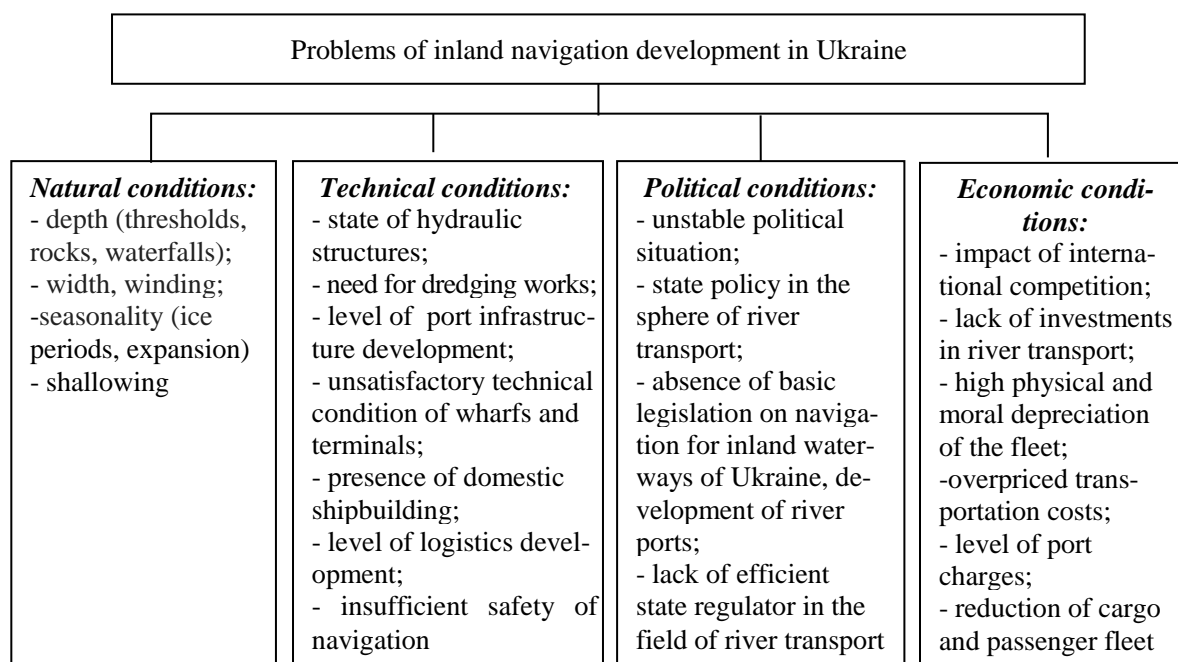 Problems of inland navigation development in Ukraine
Natural conditions:
- depth (thresholds,
rocks, waterfalls);
- width, winding;
-seasonality (ice
periods, expansion)
- shallowing
Technical conditions:
- state of hydraulic
structures;
- need for dredging works;
- level of port infrastruc-
ture development;
- unsatisfactory technical
condition of wharfs and
terminals;
- presence of domestic
shipbuilding;
- level of logistics devel-
opment;
- insufficient safety of
navigation
Political conditions:
- unstable political
situation;
- state policy in the
sphere of river
transport;
- absence of basic
legislation on naviga-
tion for inland water-
ways of Ukraine, de-
velopment of river
ports;
- lack of efficient
state regulator in the
field of river transport
Economic condi-
tions:
- impact of interna-
tional competition;
- lack of investments
in river transport;
- high physical and
moral depreciation
of the fleet;
-overpriced trans-
portation costs;
- level of port
charges;
- reduction of cargo
and passenger fleet